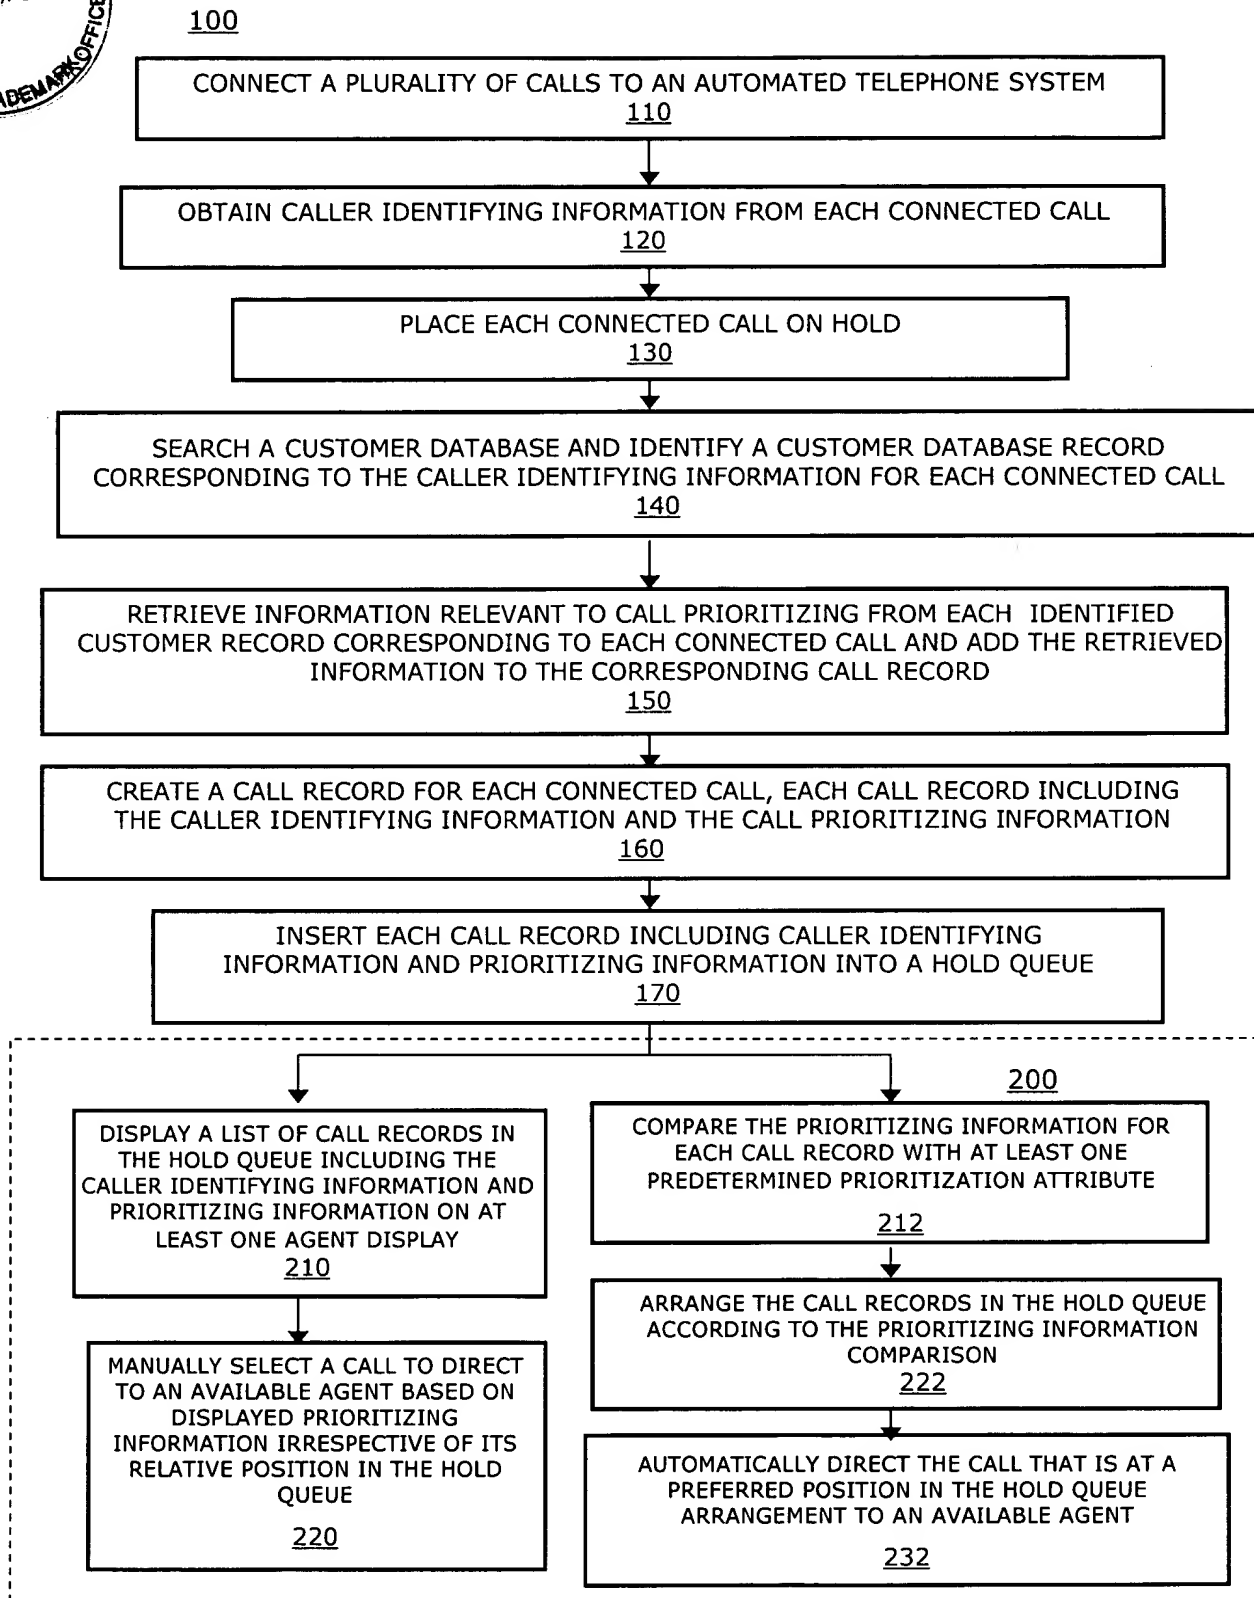 100
CONNECT A PLURALITY OF CALLS TO AN AUTOMATED TELEPHONE SYSTEM
110
OBTAIN CALLER IDENTIFYING INFORMATION FROM EACH CONNECTED CALL
120
PLACE EACH CONNECTED CALL ON HOLD
130
SEARCH A CUSTOMER DATABASE AND IDENTIFY A CUSTOMER DATABASE RECORD
CORRESPONDING TO THE CALLER IDENTIFYING INFORMATION FOR EACH CONNECTED CALL
140
RETRIEVE INFORMATION RELEVANT TO CALL PRIORITIZING FROM EACH IDENTIFIED
CUSTOMER RECORD CORRESPONDING TO EACH CONNECTED CALL AND ADD THE RETRIEVED
INFORMATION TO THE CORRESPONDING CALL RECORD
150
CREATE A CALL RECORD FOR EACH CONNECTED CALL, EACH CALL RECORD INCLUDING
THE CALLER IDENTIFYING INFORMATION AND THE CALL PRIORITIZING INFORMATION
160
INSERT EACH CALL RECORD INCLUDING CALLER IDENTIFYING
INFORMATION AND PRIORITIZING INFORMATION INTO A HOLD QUEUE
170
200
DISPLAY A LIST OF CALL RECORDS IN
THE HOLD QUEUE INCLUDING THE
CALLER IDENTIFYING INFORMATION AND
PRIORITIZING INFORMATION ON AT
LEAST ONE AGENT DISPLAY
210
MANUALLY SELECT A CALL TO DIRECT
TO AN AVAILABLE AGENT BASED ON
DISPLAYED PRIORITIZING
INFORMATION IRRESPECTIVE OF ITS
RELATIVE POSITION IN THE HOLD
QUEUE
220
COMPARE THE PRIORITIZING INFORMATION FOR
EACH CALL RECORD WITH AT LEAST ONE
PREDETERMINED PRIORITIZATION ATTRIBUTE
212
ARRANGE THE CALL RECORDS IN THE HOLD QUEUE
ACCORDING TO THE PRIORITIZING INFORMATION
COMPARISON
222
AUTOMATICALLY DIRECT THE CALL THAT IS AT A
PREFERRED POSITION IN THE HOLD QUEUE
ARRANGEMENT TO AN AVAILABLE AGENT
232